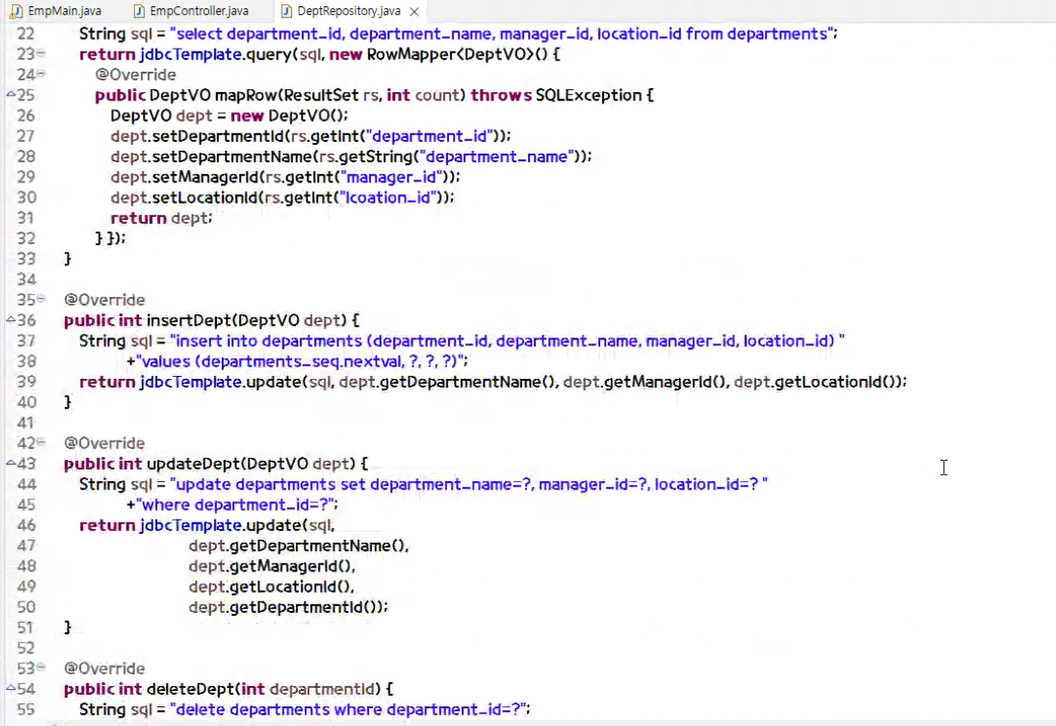 EmpMain.java EmpController.java DeptRepository.java
22 String sql = "select department_id, department_name, manager_id, location_id from departments";
23 return jdbcTemplate.query(sql, new RowMapper<DeptVO>() {
24 @Override
25 public DeptVO mapRow(ResultSet rs, int count) throws SQLException {
26 DeptVO dept = new DeptVO();
27 dept.setDepartmentId(rs.getInt("department_id"));
28 dept.setDepartmentName(rs.getString("department_name"));
29 dept.setManagerId(rs.getInt("manager_id"));
30 dept.setLocationId(rs.getInt("lcoation_id"));
31 return dept;
32 } });
33 }
34
35 @Override
36 public int insertDept(DeptVO dept) {
37 String sql = "insert into departments (department_id, department_name, manager_id, location_id) "
38 +"values (departments_seq.nextval, ?, ?, ?)";
39 return jdbcTemplate.update(sql, dept.getDepartmentName(), dept.getManagerId(), dept.getLocationId());
40 }
41
42 @Override
43 public int updateDept(DeptVO dept) {
44 String sql = "update departments set department_name=?, manager_id=?, location_id=? "
45 +"where department_id=?";
46 return jdbcTemplate.update(sql,
47 dept.getDepartmentName(),
48 dept.getManagerId(),
49 dept.getLocationId(),
50 dept.getDepartmentId());
51 }
52
53 @Override
54 public int deleteDept(int departmentId) {
55 String sql = "delete departments where department_id=?";